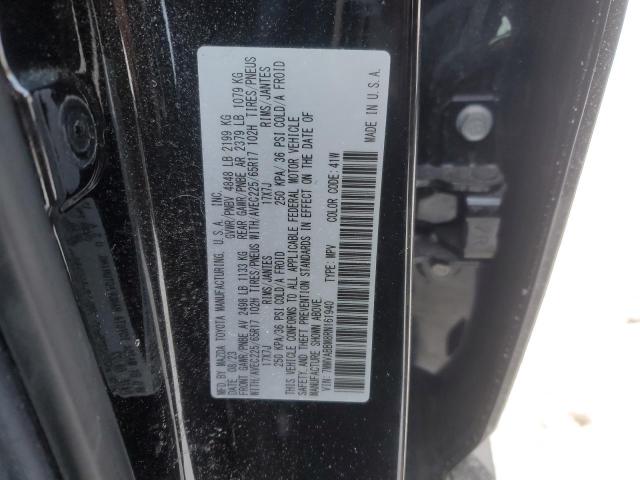 MFD.BY MAZDA TOYOTA MANUFACTURING, U.S.A., INC.
DATE: 08/23 GVWR/PNBV 4848 LB 2199 KG
FRONT GAWR/PNBE AV 2498 LB 1133 KG REAR GAWR/PNBE AR 2379 LB 1079 KG
WITH/AVEC225/65R17 102H TIRES/PNEUS WITH/AVEC225/65R17 102H TIRES/PNEUS
17X7J RIMS/JANTES 17X7J RIMS/JANTES
250 KPA/36 PSI COLD/A FROID 250 KPA/ 36 PSI COLD/A FROID
THIS VEHICLE CONFORMS TO ALL APPLICABLE FEDERAL MOTOR VEHICLE
SAFETY,AND THEFT PREVENTION STANDARDS IN EFFECT ON THE DATE OF
MANUFACTURE SHOWN ABOVE.
VIN: 7MMVABBM8RN161940 TYPE: MPV COLOR CODE: 41W
MADE IN U.S.A.